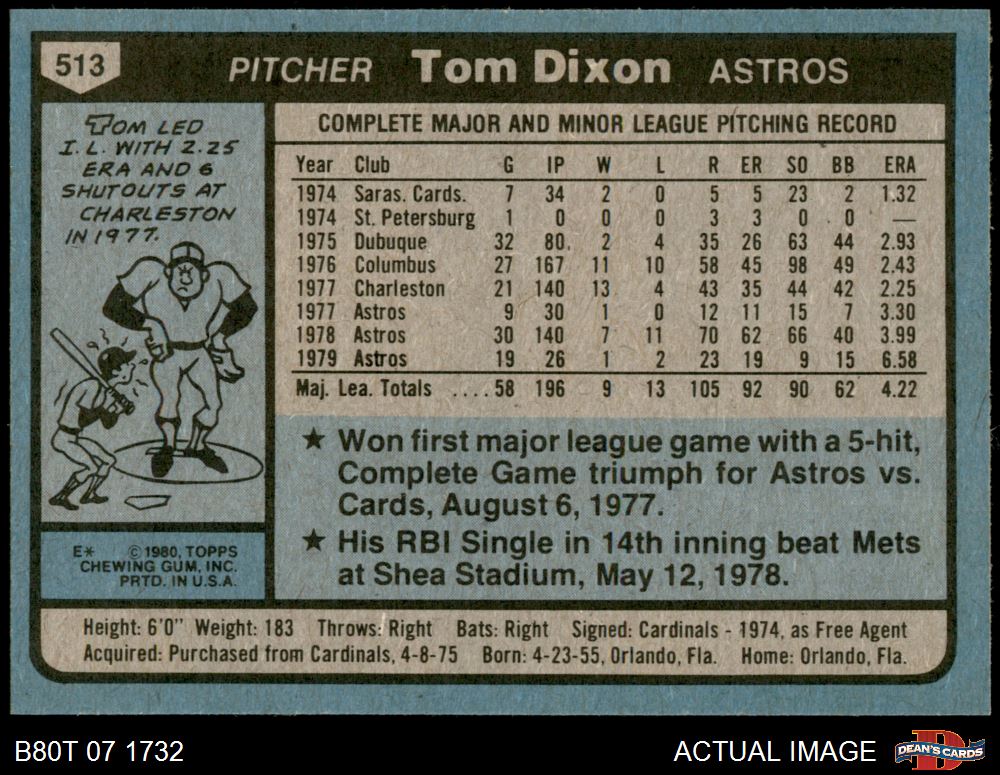 513 PITCHER Tom Dixon ASTROS
TOM LED
I.L. WITH 2.25
ERA AND 6
SHUTOUTS AT
CHARLESTON
IN 1977.
E* © 1980, TOPPS
CHEWING GUM, INC.
PRTD. IN U.S.A.
COMPLETE MAJOR AND MINOR LEAGUE PITCHING RECORD
Year Club G IP W L R ER SO BB ERA
1974 Saras. Cards. 7 34 2 0 5 5 23 2 1.32
1974 St. Petersburg 1 0 0 0 3 3 0 0 —
1975 Dubuque 32 80. 2 4 35 26 63 44 2.93
1976 Columbus 27 167 11 10 58 45 98 49 2.43
1977 Charleston 21 140 13 4 43 35 44 42 2.25
1977 Astros 9 30 1 0 12 11 15 7 3.30
1978 Astros 30 140 7 11 70 62 66 40 3.99
1979 Astros 19 26 1 2 23 19 9 15 6.58
Maj. Lea. Totals ....58 196 9 13 105 92 90 62 4.22
★ Won first major league game with a 5-hit,
Complete Game triumph for Astros vs.
Cards, August 6, 1977.
★ His RBI Single in 14th inning beat Mets
at Shea Stadium, May 12, 1978.
Height: 6'0" Weight: 183 Throws: Right Bats: Right Signed: Cardinals - 1974, as Free Agent
Acquired: Purchased from Cardinals, 4-8-75 Born: 4-23-55, Orlando, Fla. Home: Orlando, Fla.
B80T 07 1732 ACTUAL IMAGE DEAN'S CARDS